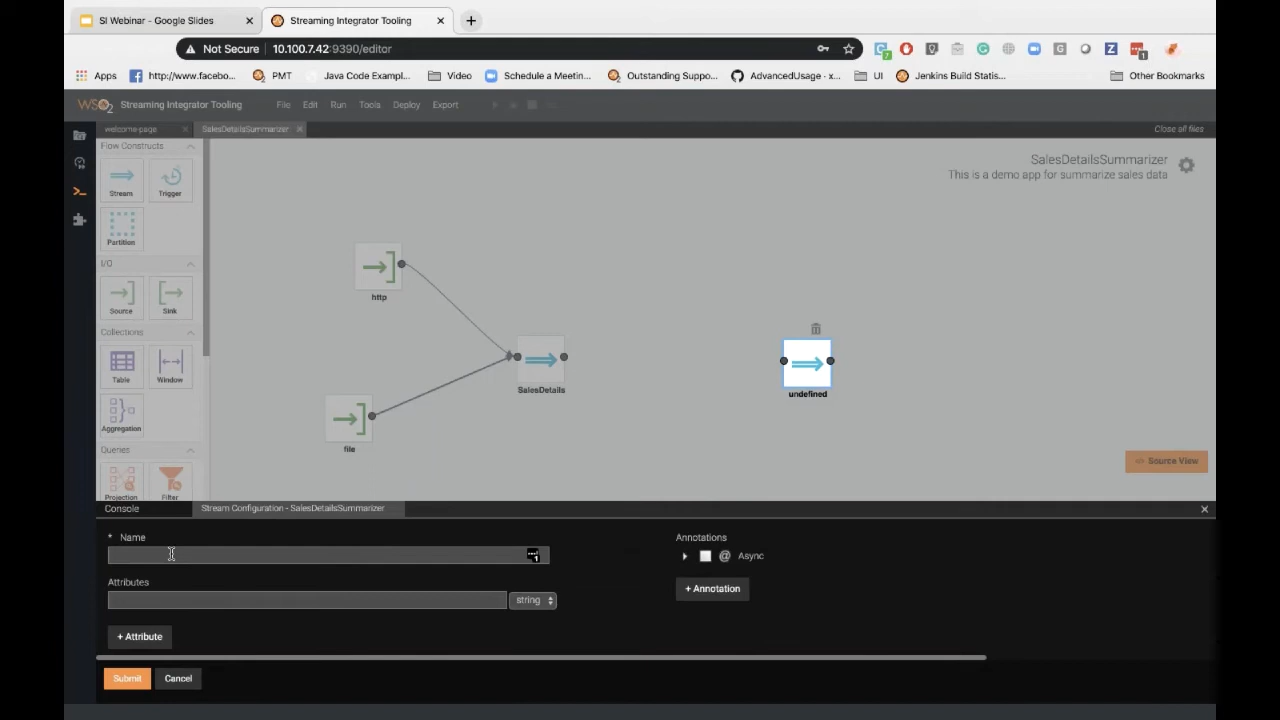 SI Webinar - Google Slides
Streaming Integrator Tooling
Not Secure
10.100.7.42:9390/editor
Apps
http://www.facebo...
PMT
Java Code Exampl...
Video
Schedule a Meetin...
Outstanding Suppo...
AdvancedUsage · x...
UI
Jenkins Build Statis...
Other Bookmarks
WSO2 Streaming Integrator Tooling
File Edit Run Tools Deploy Export
welcome-page
SalesDetailsSummarizer
Close all files
Flow Constructs
Stream
Trigger
Partition
I/O
Source
Sink
Collections
Table
Window
Aggregation
Queries
Projection
Filter
SalesDetailsSummarizer
This is a demo app for summarize sales data
http
SalesDetails
file
undefined
Source View
Console
Stream Configuration - SalesDetailsSummarizer
* Name
Attributes
string
+ Attribute
Annotations
@ Async
+ Annotation
Submit
Cancel